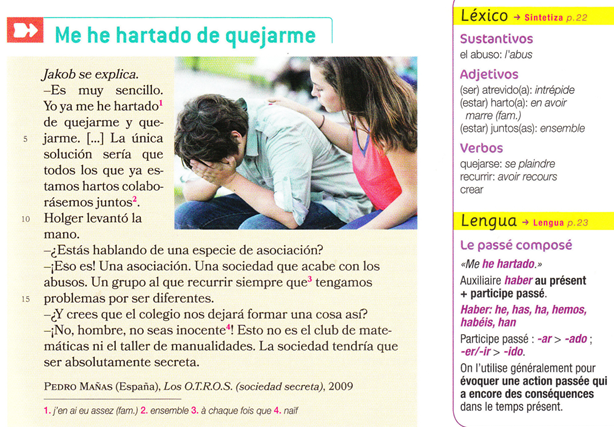 Me he hartado de quejarme
Jakob se explica.
–Es muy sencillo.
Yo ya me he hartado1
de quejarme y que-
5 jarme. [...] La única
solución sería que
todos los que ya es-
tamos hartos colabo-
rásemos juntos2.
10 Holger levantó la
mano.
–¿Estás hablando de una especie de asociación?
–¡Eso es! Una asociación. Una sociedad que acabe con los
abusos. Un grupo al que recurrir siempre que3 tengamos
15 problemas por ser diferentes.
–¿Y crees que el colegio nos dejará formar una cosa así?
–¡No, hombre, no seas inocente4! Esto no es el club de mate-
máticas ni el taller de manualidades. La sociedad tendría que
ser absolutamente secreta.
PEDRO MAÑAS (España), Los O.T.R.O.S. (sociedad secreta), 2009
1. j'en ai eu assez (fam.) 2. ensemble 3. à chaque fois que 4. naïf
Léxico → Sintetiza p.22
Sustantivos
el abuso: l'abus
Adjetivos
(ser) atrevido(a): intrépide
(estar) harto(a): en avoir
marre (fam.)
(estar) juntos(as): ensemble
Verbos
quejarse: se plaindre
recurrir: avoir recours
crear
Lengua → Lengua p.23
Le passé composé
«Me he hartado.»
Auxiliaire haber au présent
+ participe passé.
Haber: he, has, ha, hemos,
habéis, han
Participe passé : -ar > -ado ;
-er/-ir > -ido.
On l'utilise généralement pour
évoquer une action passée qui
a encore des conséquences
dans le temps présent.